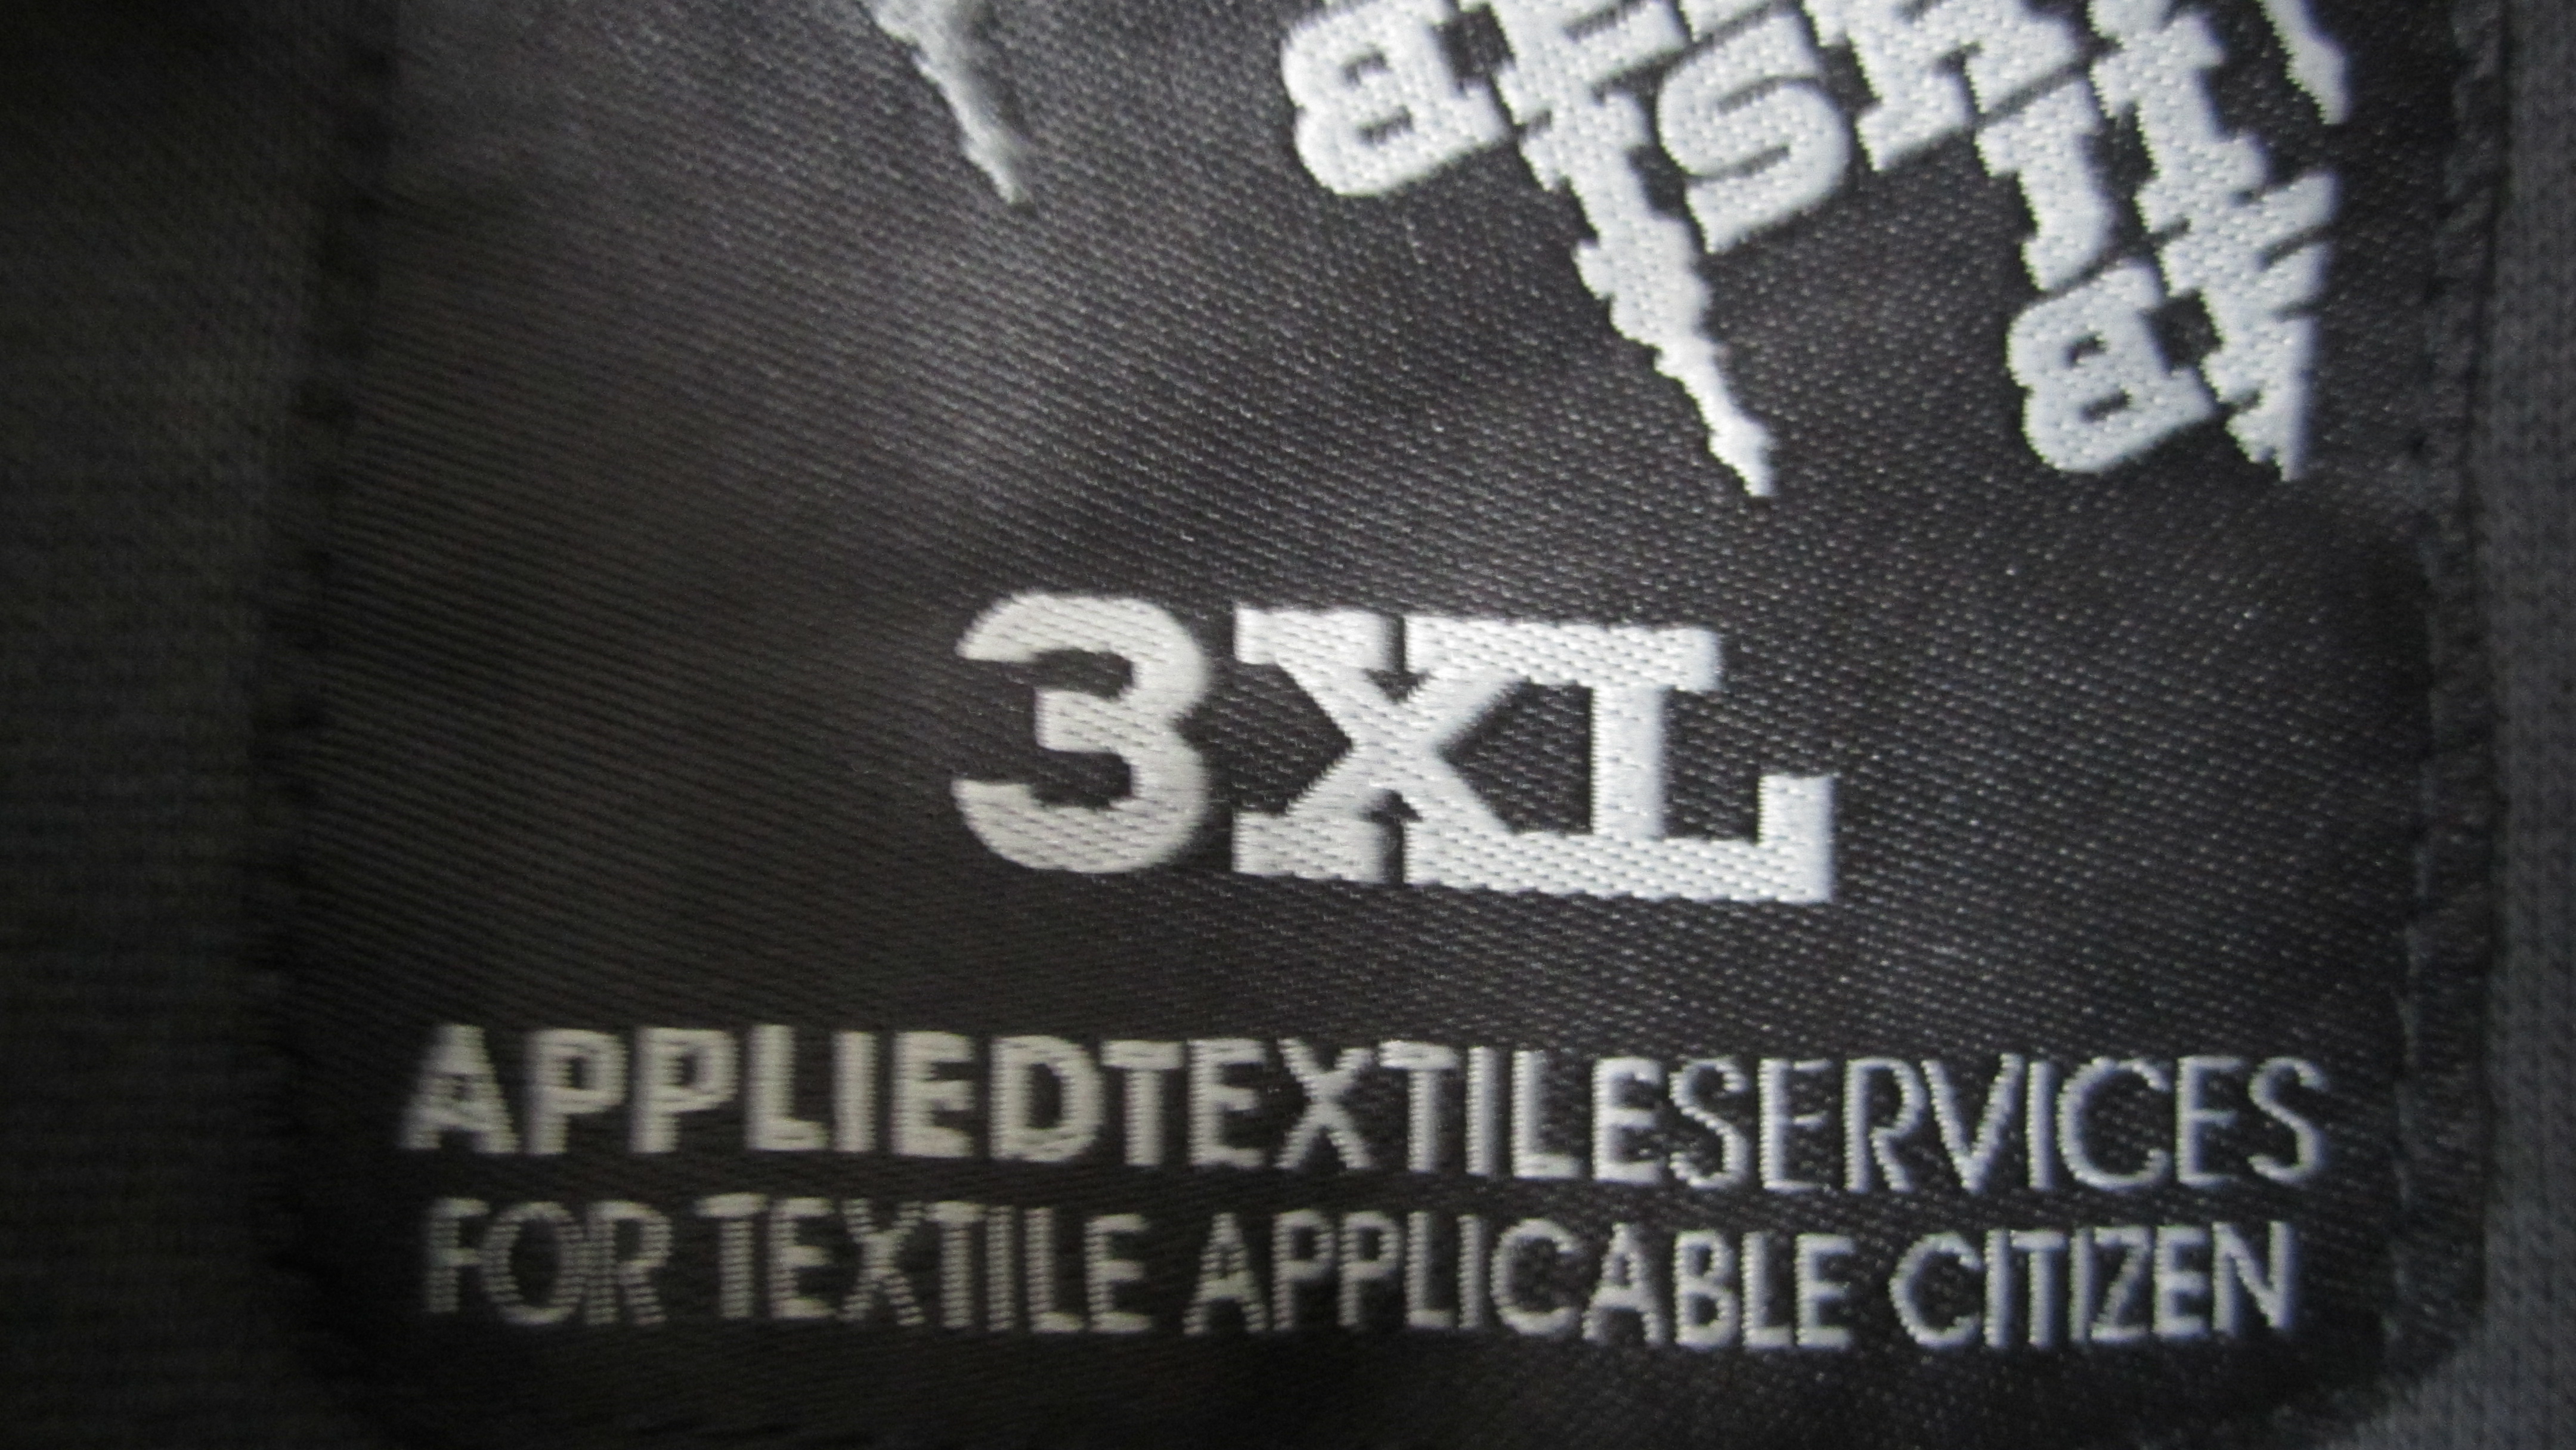 3XL
APPLIEDTEXTILESERVICES
FOR TEXTILE APPLICABLE CITIZEN